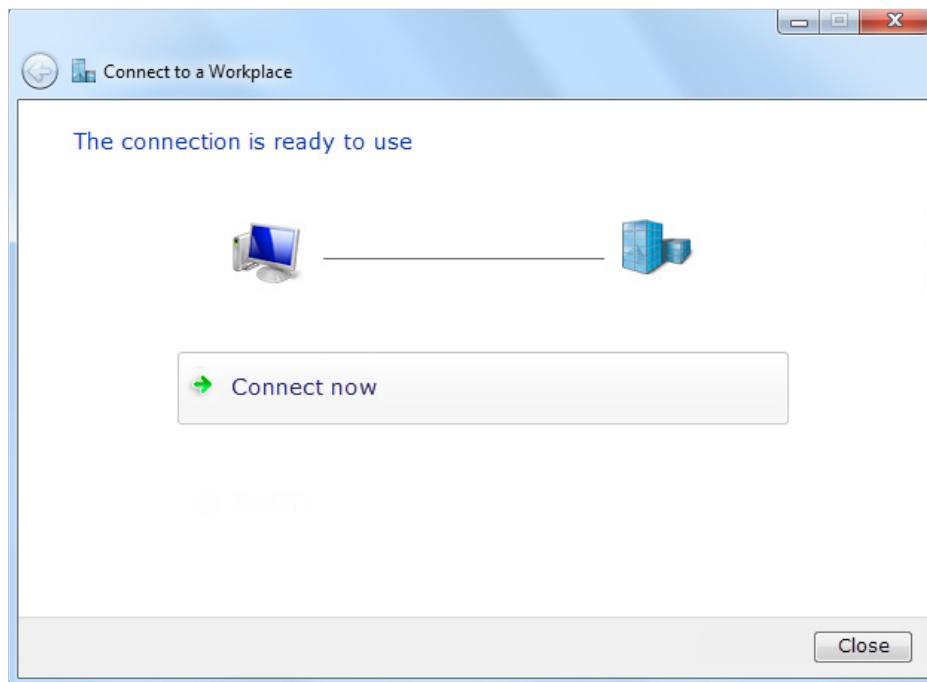 Connect to a Workplace
The connection is ready to use
Connect now
Close